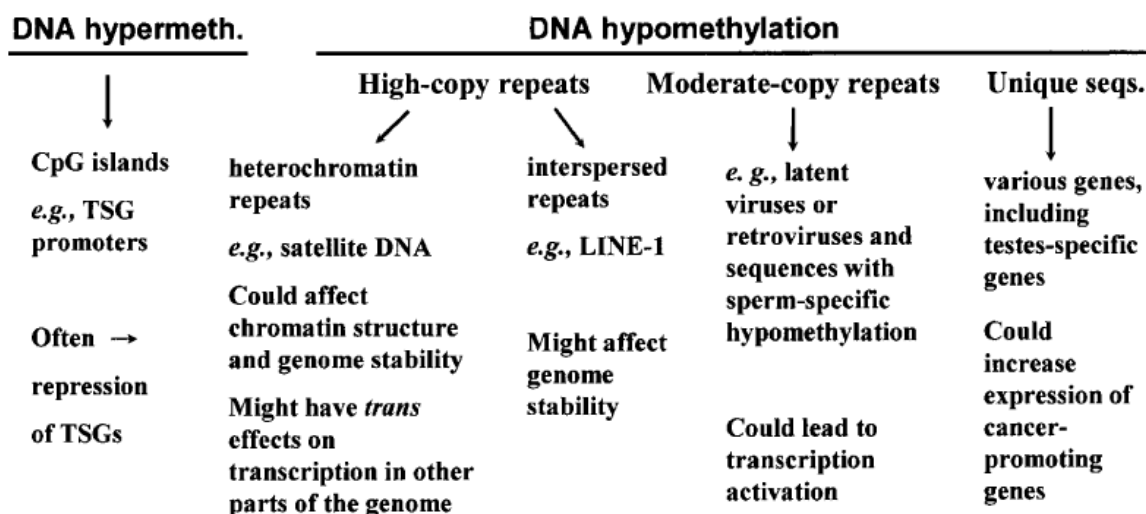 DNA hypermeth.
DNA hypomethylation
High-copy repeats
Moderate-copy repeats
Unique seqs.
CpG islands
e.g., TSG
promoters
Often →
repression
of TSGs
heterochromatin
repeats
e.g., satellite DNA
Could affect
chromatin structure
and genome stability
Might have trans
effects on
transcription in other
parts of the genome
interspersed
repeats
e.g., LINE-1
Might affect
genome
stability
e. g., latent
viruses or
retroviruses and
sequences with
sperm-specific
hypomethylation
Could lead to
transcription
activation
various genes,
including
testes-specific
genes
Could
increase
expression of
cancer-
promoting
genes